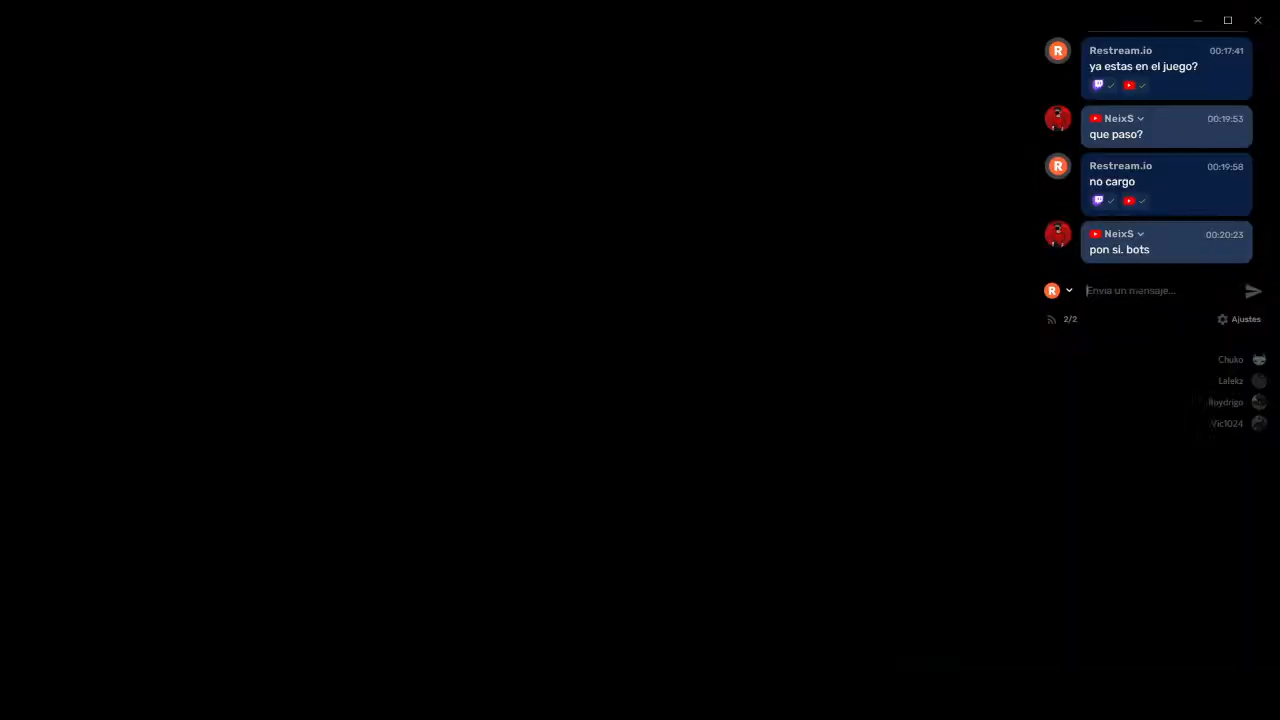 Restream.io 00:17:41
ya estas en el juego?
NeixS 00:19:53
que paso?
Restream.io 00:19:58
no cargo
NeixS 00:20:23
pon si. bots
Envía un mensaje...
2/2 Ajustes
Chuko
Lalekz
Roydrigo
Vic1024